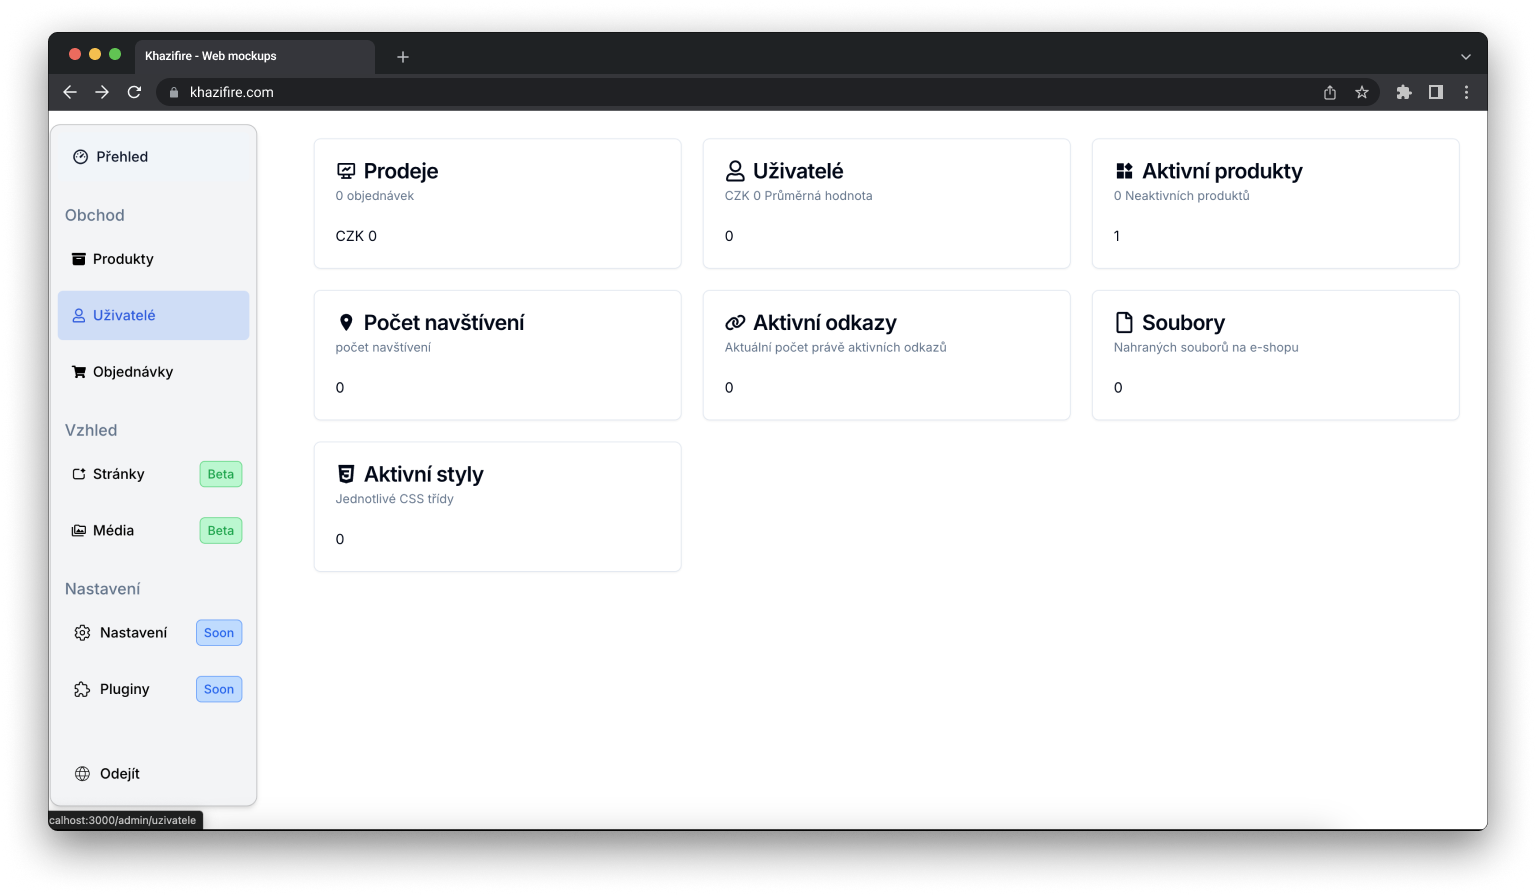 Khazifire - Web mockups
khazifire.com
Přehled
Obchod
Produkty
Uživatelé
Objednávky
Vzhled
Stránky Beta
Média Beta
Nastavení
Nastavení Soon
Pluginy Soon
Odejít
calhost:3000/admin/uzivatele
Prodeje
0 objednávek
CZK 0
Uživatelé
CZK 0 Průměrná hodnota
0
Aktivní produkty
0 Neaktivních produktů
1
Počet navštívení
počet navštívení
0
Aktivní odkazy
Aktuální počet právě aktivních odkazů
0
Soubory
Nahraných souborů na e-shopu
0
Aktivní styly
Jednotlivé CSS třídy
0